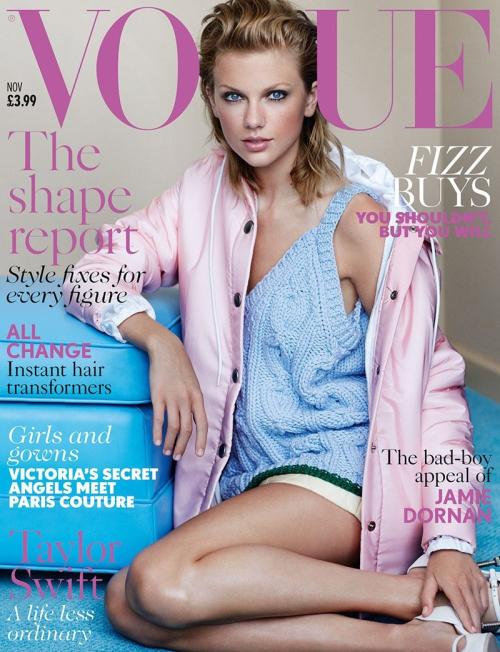 VOGUE
®
NOV
£3.99
The
shape
report
Style fixes for
every figure
ALL
CHANGE
Instant hair
transformers
Girls and
gowns
VICTORIA'S SECRET
ANGELS MEET
PARIS COUTURE
Taylor
Swift
A life less
ordinary
FIZZ
BUYS
YOU SHOULDN'T,
BUT YOU WILL
The bad-boy
appeal of
JAMIE
DORNAN